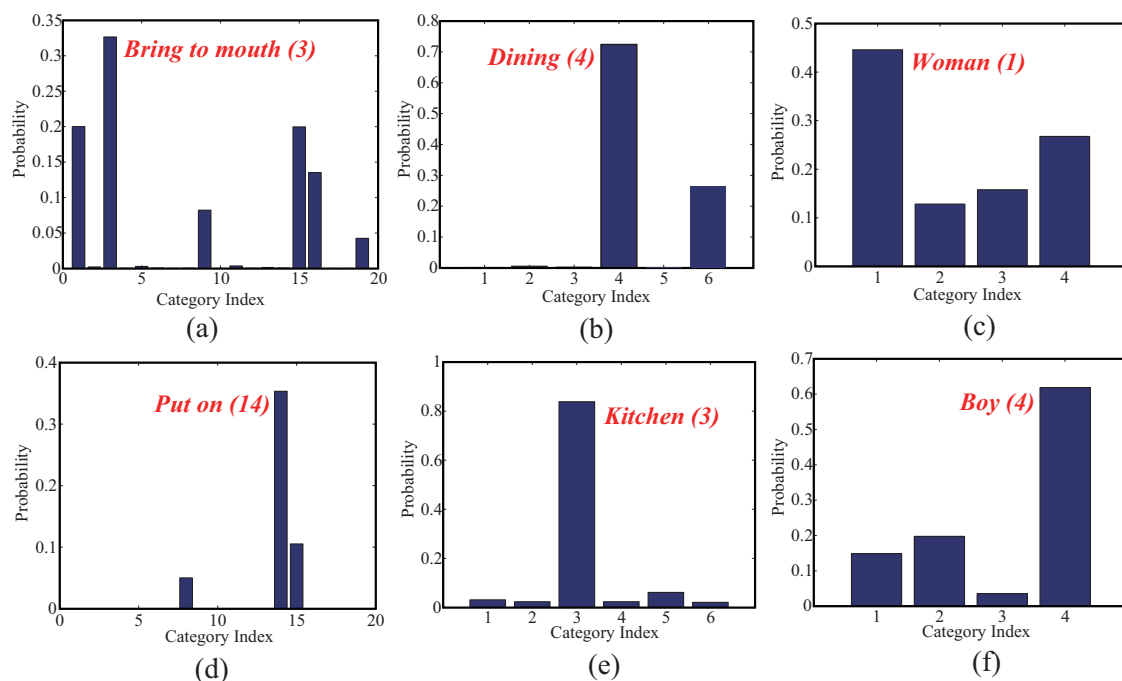 0.35
0.3
0.25
0.2
0.15
0.1
0.05
0
Probability
Bring to mouth (3)
0 5 10 15 20
Category Index
(a)
0.8
0.7
0.6
0.5
0.4
0.3
0.2
0.1
0
Probability
Dining (4)
1 2 3 4 5 6
Category Index
(b)
0.5
0.4
0.3
0.2
0.1
0
Probability
Woman (1)
1 2 3 4
Category Index
(c)
0.4
0.3
0.2
0.1
0
Probability
Put on (14)
0 5 10 15 20
Category Index
(d)
1
0.8
0.6
0.4
0.2
0
Probability
Kitchen (3)
1 2 3 4 5 6
Category Index
(e)
0.7
0.6
0.5
0.4
0.3
0.2
0.1
0
Probability
Boy (4)
1 2 3 4
Category Index
(f)